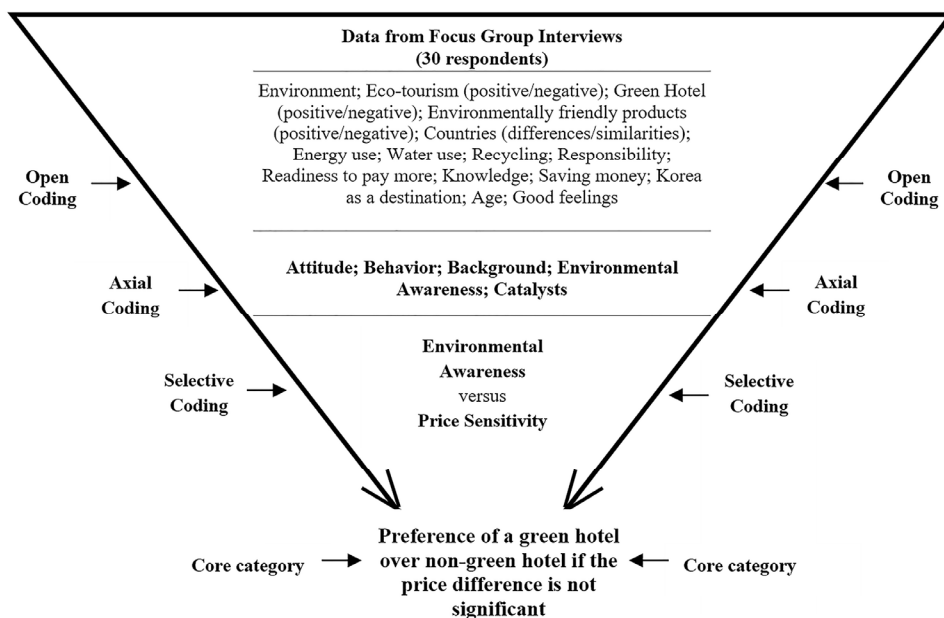 Data from Focus Group Interviews
(30 respondents)
Environment; Eco-tourism (positive/negative); Green Hotel
(positive/negative); Environmentally friendly products
(positive/negative); Countries (differences/similarities);
Energy use; Water use; Recycling; Responsibility;
Readiness to pay more; Knowledge; Saving money; Korea
as a destination; Age; Good feelings
Open
Coding
Open
Coding
Attitude; Behavior; Background; Environmental
Awareness; Catalysts
Axial
Coding
Axial
Coding
Environmental
Awareness
versus
Price Sensitivity
Selective
Coding
Selective
Coding
Preference of a green hotel
over non-green hotel if the
price difference is not
significant
Core category
Core category